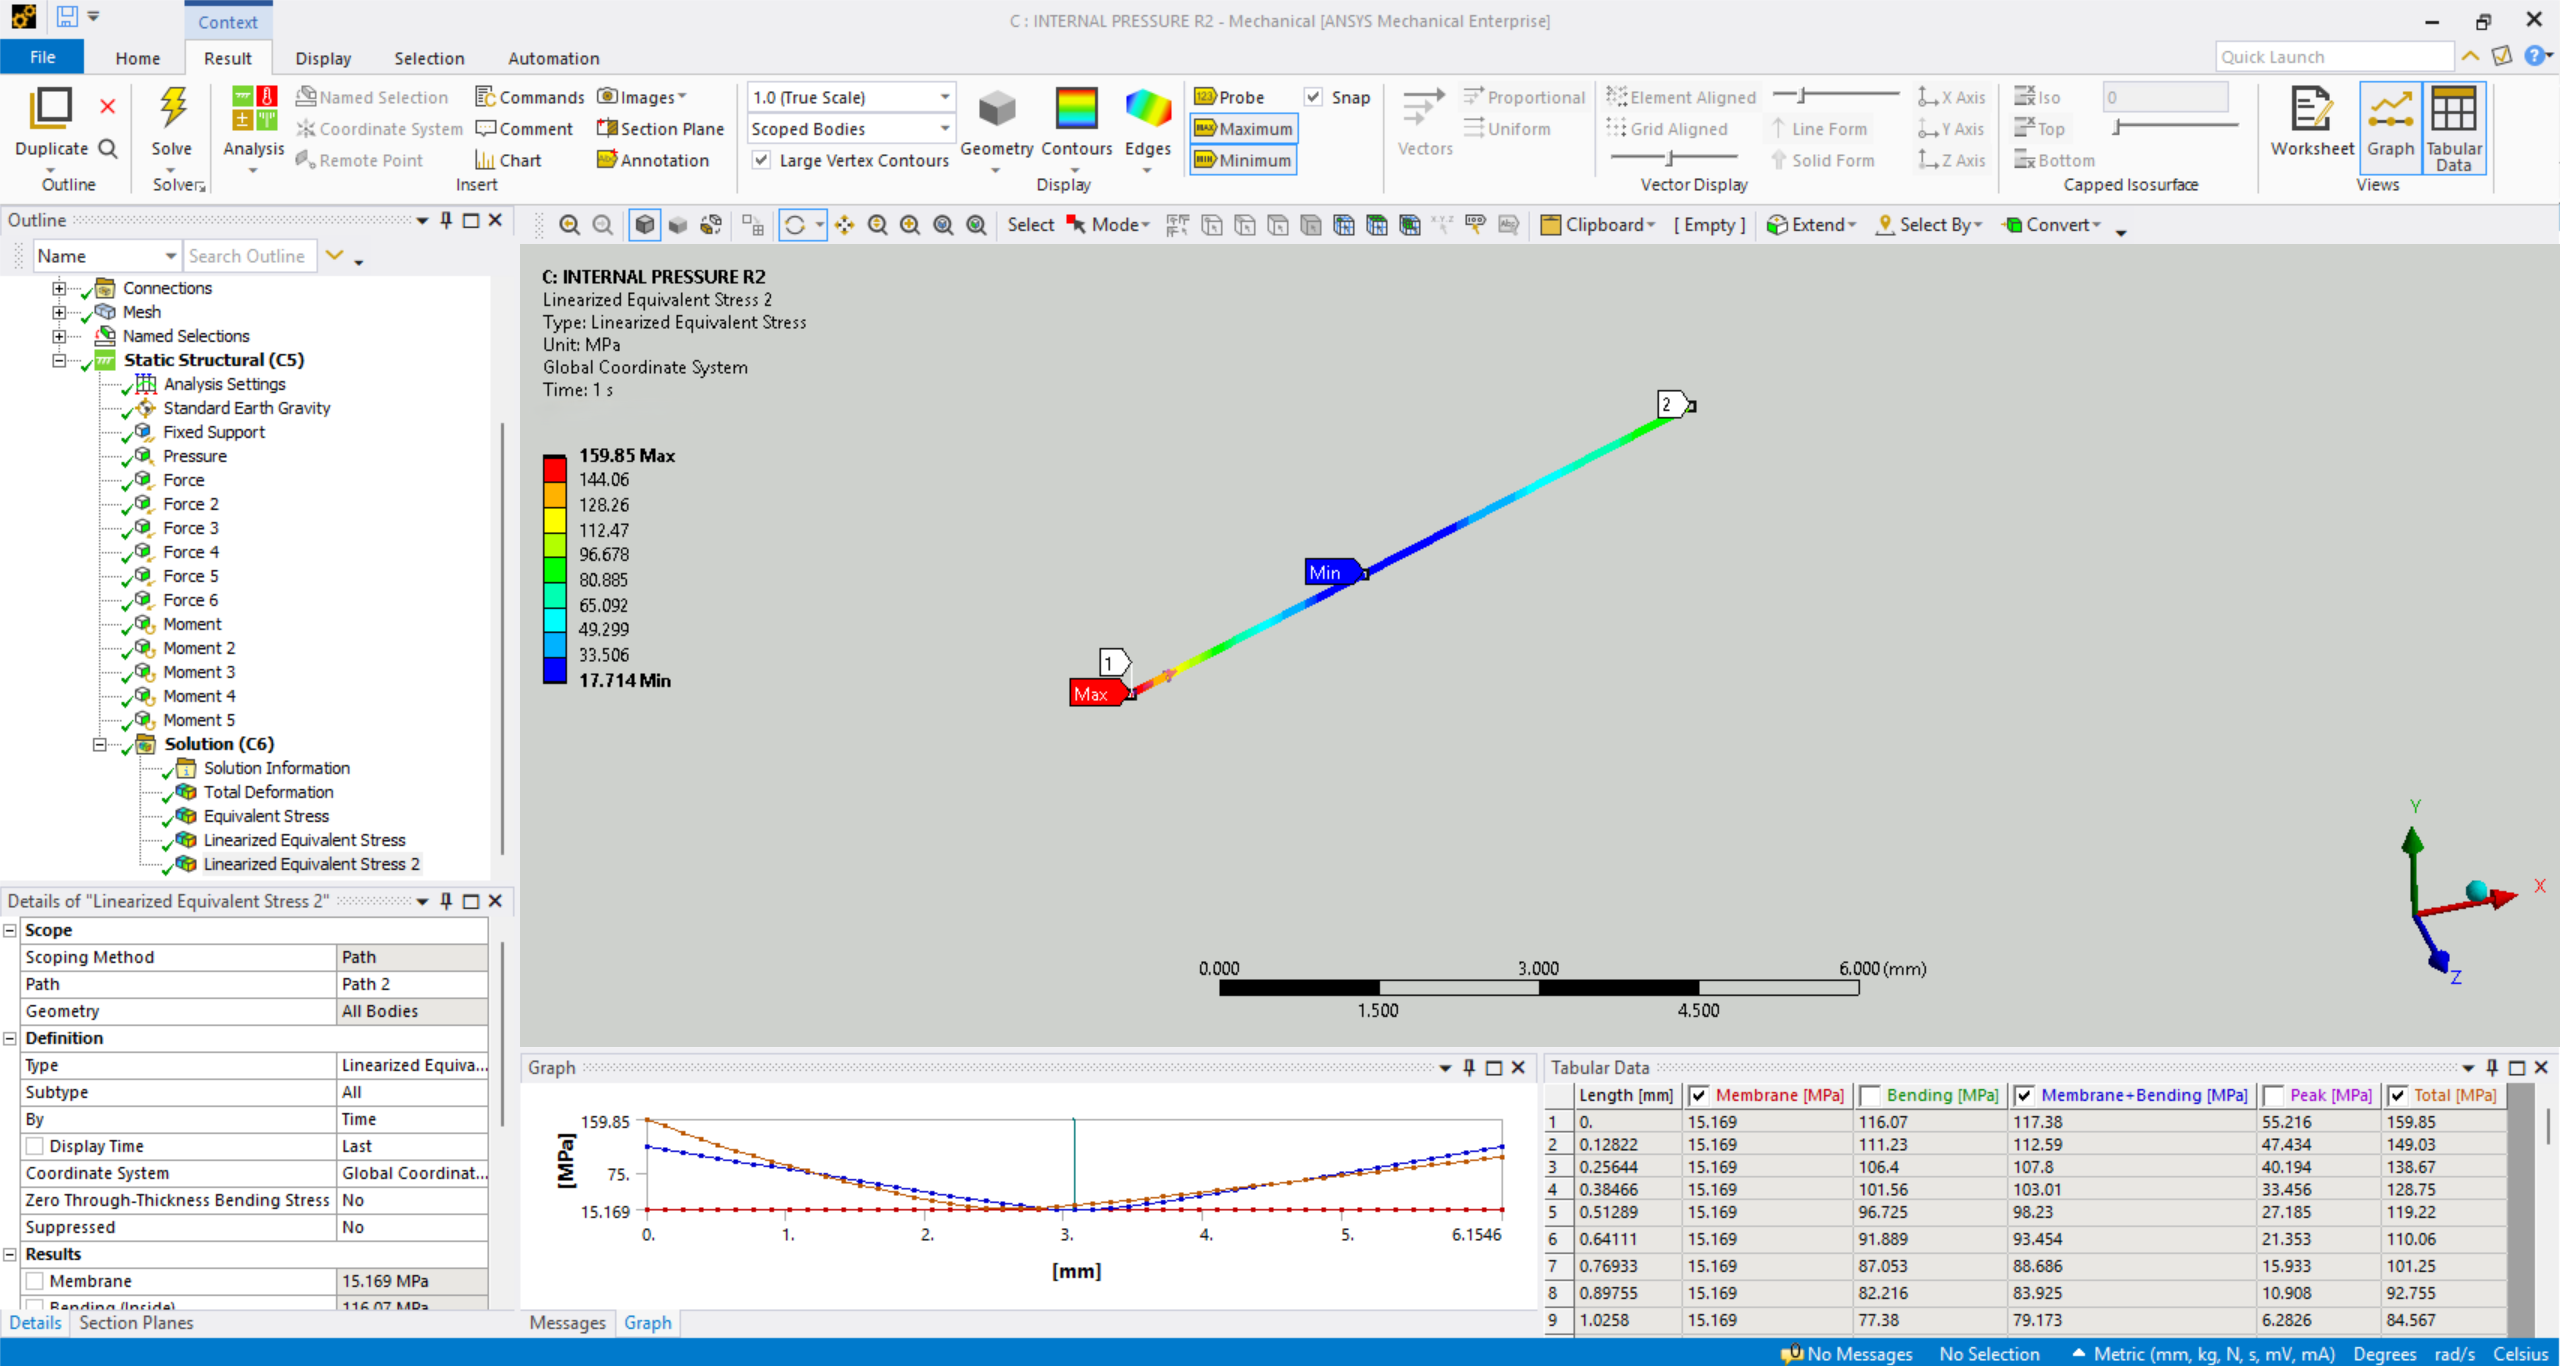 Context
C : INTERNAL PRESSURE R2 - Mechanical [ANSYS Mechanical Enterprise]
File Home Result Display Selection Automation
Quick Launch
Duplicate
Outline
Solve
Solver
Analysis
Named Selection
Coordinate System
Remote Point
Commands
Comment
Chart
Images
Section Plane
Annotation
Insert
1.0 (True Scale)
Scoped Bodies
Large Vertex Contours
Geometry Contours Edges
Display
Probe
Maximum
Minimum
Snap
Vectors
Proportional
Uniform
Element Aligned
Grid Aligned
Line Form
Solid Form
X Axis
Y Axis
Z Axis
Vector Display
Iso
Top
Bottom
0
Capped Isosurface
Worksheet Graph Tabular Data
Views
Outline
Name Search Outline
Select Mode Clipboard [ Empty ] Extend Select By Convert
Connections
Mesh
Named Selections
Static Structural (C5)
Analysis Settings
Standard Earth Gravity
Fixed Support
Pressure
Force
Force 2
Force 3
Force 4
Force 5
Force 6
Moment
Moment 2
Moment 3
Moment 4
Moment 5
Solution (C6)
Solution Information
Total Deformation
Equivalent Stress
Linearized Equivalent Stress
Linearized Equivalent Stress 2
C: INTERNAL PRESSURE R2
Linearized Equivalent Stress 2
Type: Linearized Equivalent Stress
Unit: MPa
Global Coordinate System
Time: 1 s
159.85 Max
144.06
128.26
112.47
96.678
80.885
65.092
49.299
33.506
17.714 Min
2
Min
1
Max
Y
X
Z
0.000 3.000 6.000 (mm)
1.500 4.500
Details of "Linearized Equivalent Stress 2"
Scope
Scoping Method Path
Path Path 2
Geometry All Bodies
Definition
Type Linearized Equiva...
Subtype All
By Time
Display Time Last
Coordinate System Global Coordinat...
Zero Through-Thickness Bending Stress No
Suppressed No
Results
Membrane 15.169 MPa
Bending (Inside) 116.07 MPa
Details Section Planes
Graph
159.85
75.
15.169
[MPa]
0. 1. 2. 3. 4. 5. 6.1546
[mm]
Messages Graph
Tabular Data
Length [mm] Membrane [MPa] Bending [MPa] Membrane+Bending [MPa] Peak [MPa] Total [MPa]
1 0. 15.169 116.07 117.38 55.216 159.85
2 0.12822 15.169 111.23 112.59 47.434 149.03
3 0.25644 15.169 106.4 107.8 40.194 138.67
4 0.38466 15.169 101.56 103.01 33.456 128.75
5 0.51289 15.169 96.725 98.23 27.185 119.22
6 0.64111 15.169 91.889 93.454 21.353 110.06
7 0.76933 15.169 87.053 88.686 15.933 101.25
8 0.89755 15.169 82.216 83.925 10.908 92.755
9 1.0258 15.169 77.38 79.173 6.2826 84.567
No Messages No Selection Metric (mm, kg, N, s, mV, mA) Degrees rad/s Celsius